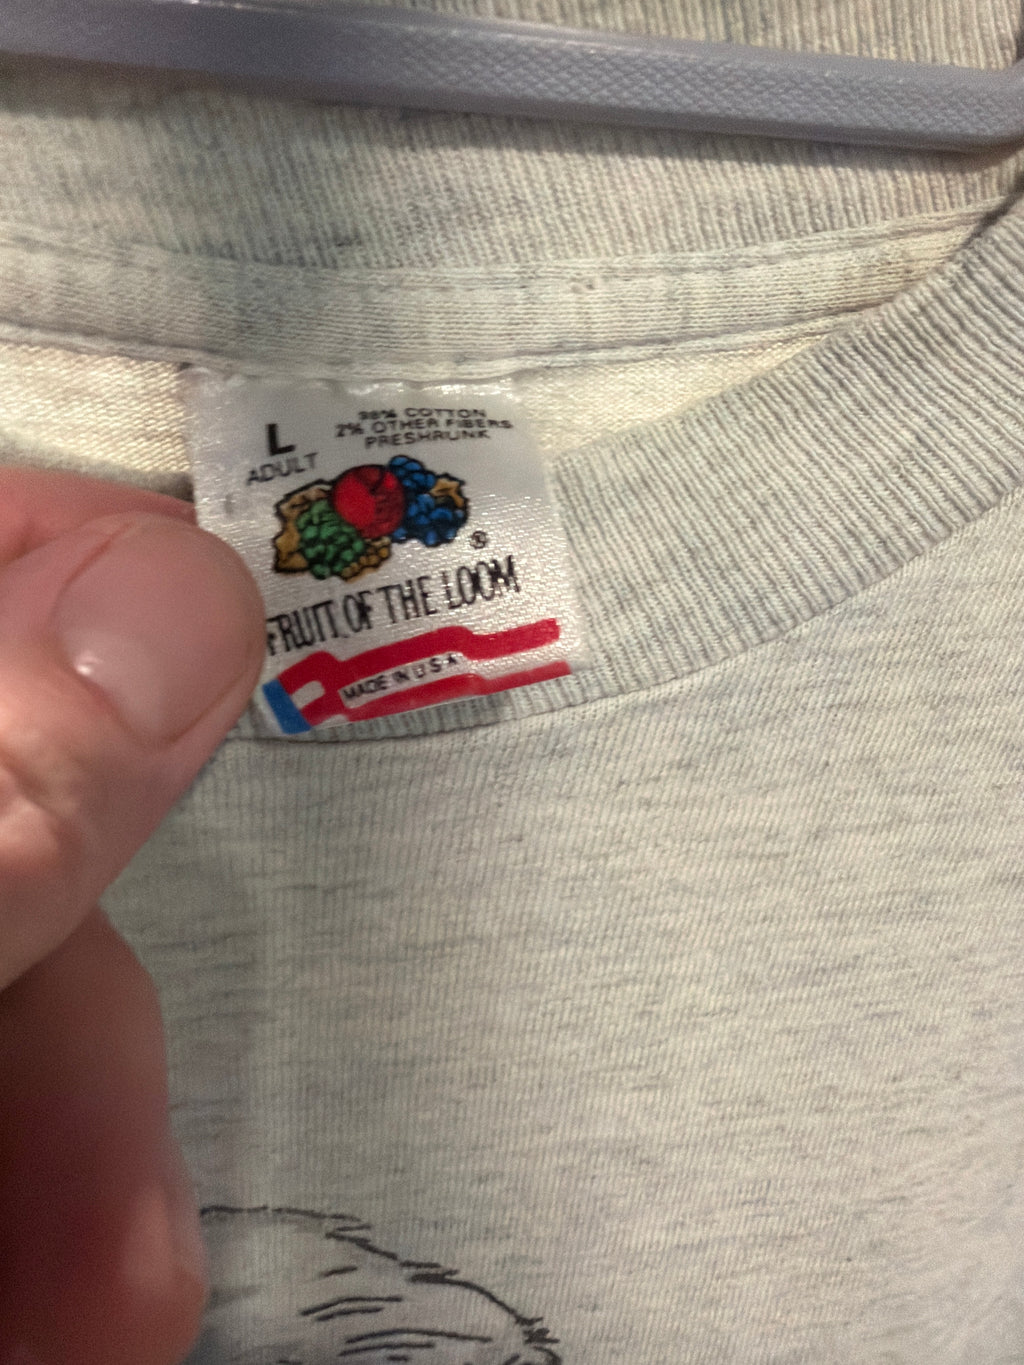 L
ADULT
98% COTTON
2% OTHER FIBERS
PRESHRUNK
®
FRUIT OF THE LOOM
MADE IN U S A